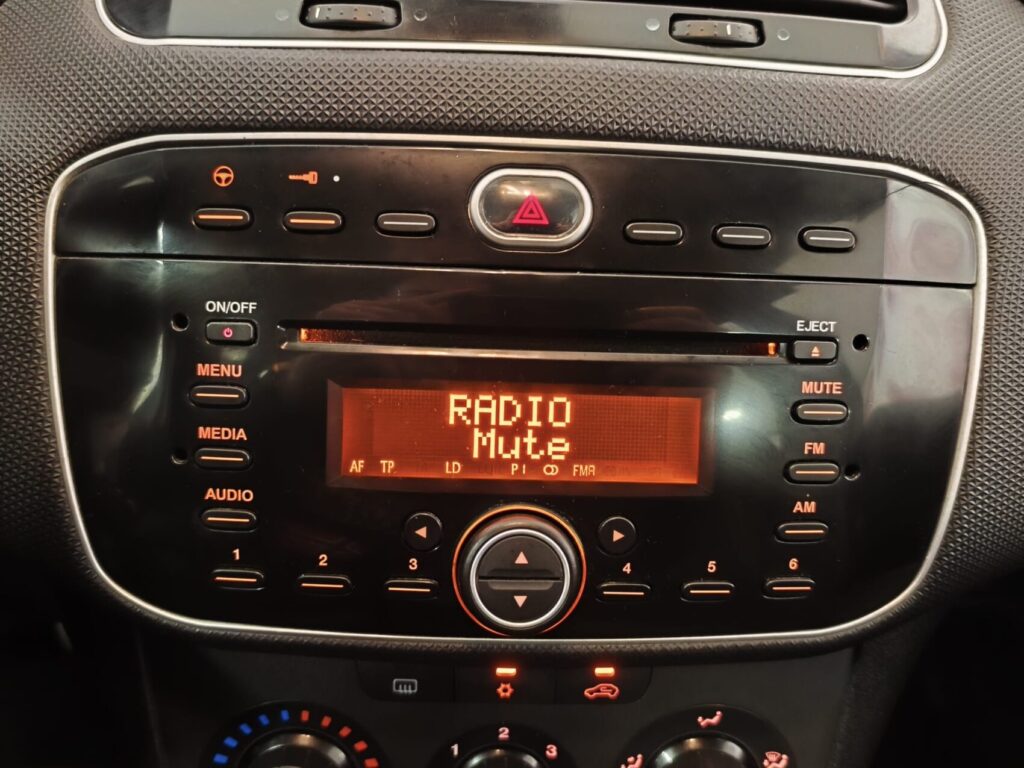 ON/OFF
EJECT
MENU
MUTE
RADIO
MEDIA
Mute
FM
AF TP LD PI FMA
AUDIO
AM
1 2 3 4 5 6
1 2 3